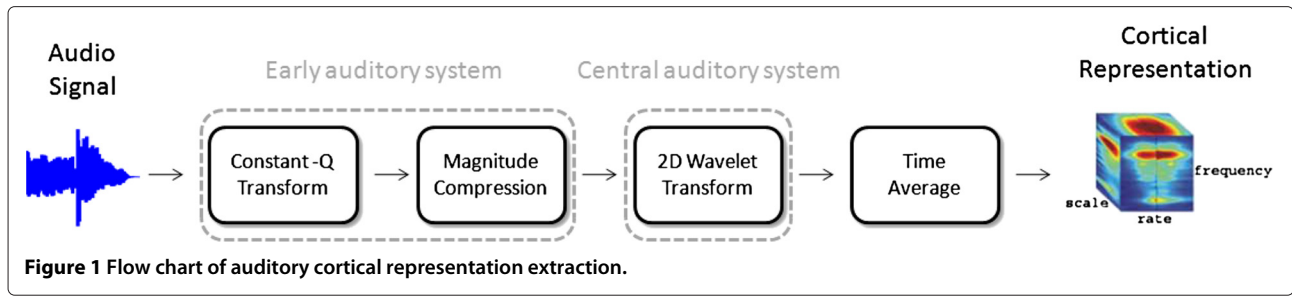 Audio
Signal
Early auditory system
Central auditory system
Cortical
Representation
Constant -Q
Transform
Magnitude
Compression
2D Wavelet
Transform
Time
Average
frequency
scale
rate
Figure 1 Flow chart of auditory cortical representation extraction.